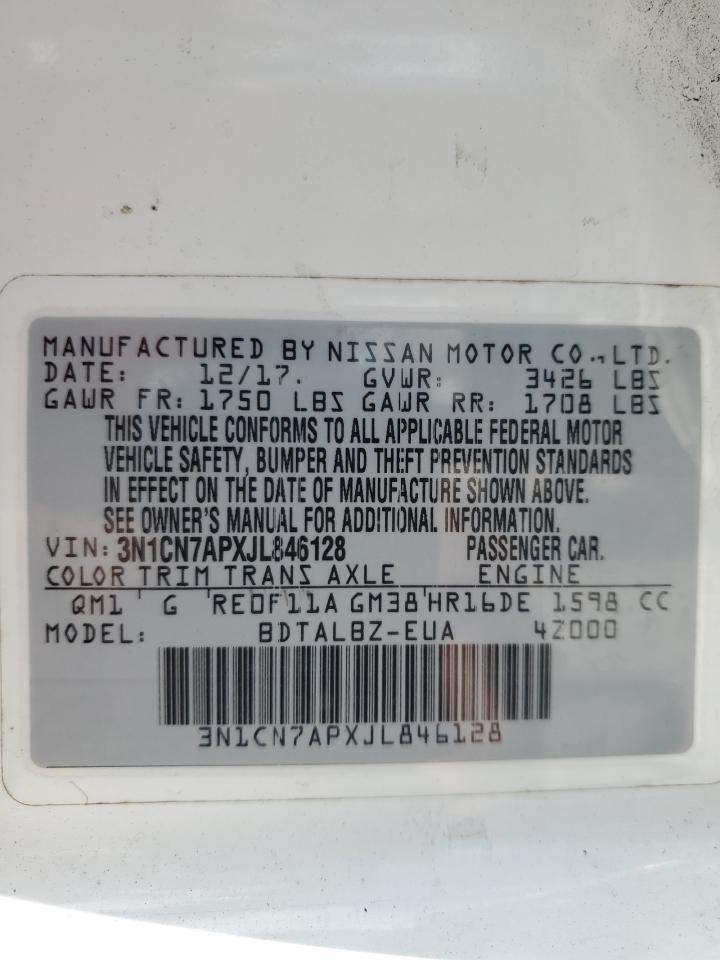 MANUFACTURED BY NISSAN MOTOR CO., LTD.
DATE: 12/17. GVWR: 3426 LBS
GAWR FR: 1750 LBS GAWR RR: 1708 LBS
THIS VEHICLE CONFORMS TO ALL APPLICABLE FEDERAL MOTOR
VEHICLE SAFETY, BUMPER AND THEFT PREVENTION STANDARDS
IN EFFECT ON THE DATE OF MANUFACTURE SHOWN ABOVE.
SEE OWNER'S MANUAL FOR ADDITIONAL INFORMATION.
VIN: 3N1CN7APXJL846128 PASSENGER CAR.
COLOR TRIM TRANS AXLE ENGINE
QM1 G RE0F11A GM38 HR16DE 1598 CC
MODEL: BDTALBZ-EUA 4Z000
3N1CN7APXJL846128